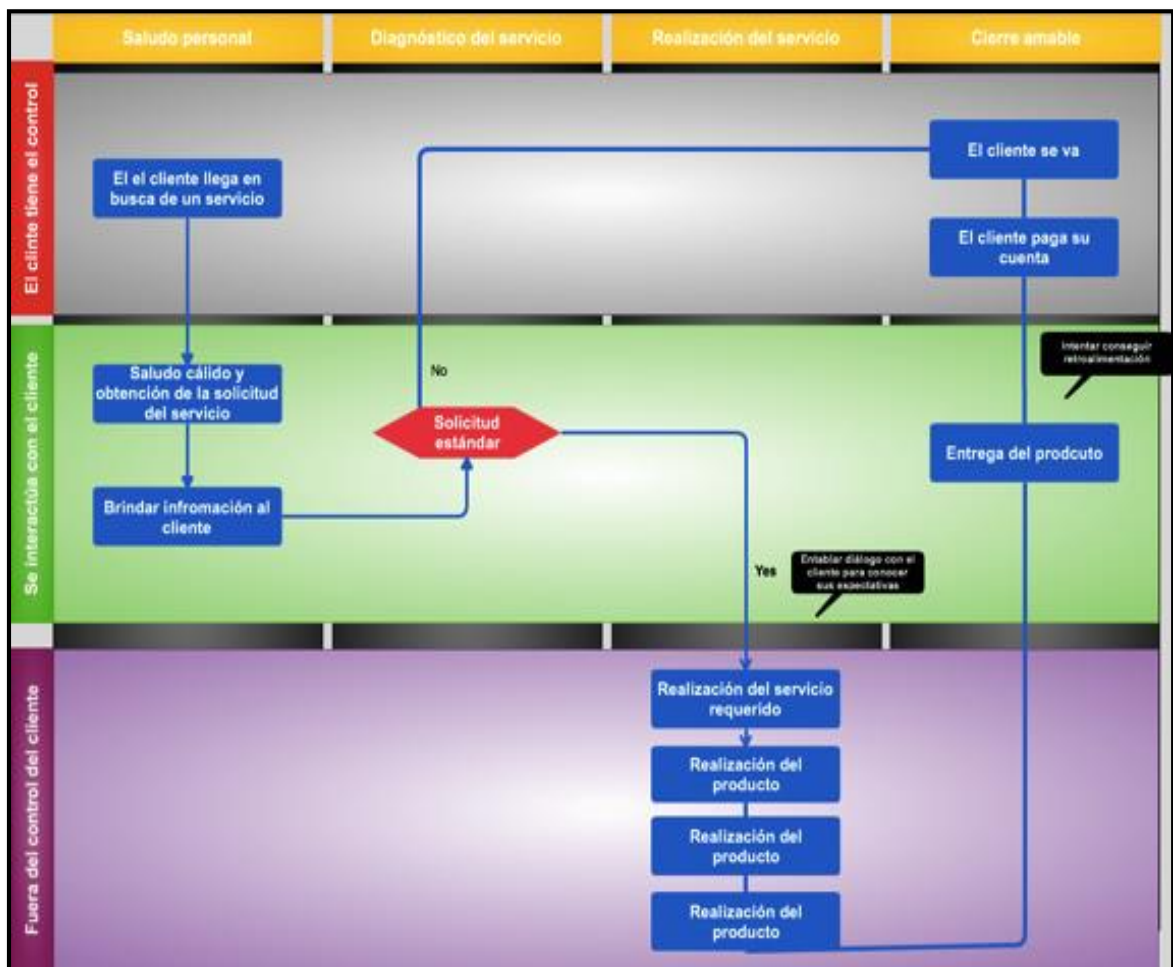 Saludo personal
Diagnóstico del servicio
Realización del servicio
Cierre amable
El clinte tiene el control
El el cliente llega en
busca de un servicio
El cliente se va
El cliente paga su
cuenta
Se interactúa con el cliente
Saludo cálido y
obtención de la solicitud
del servicio
Brindar infromación al
cliente
No
Solicitud
estándar
Yes
Entablar diálogo con el
cliente para conocer
sus expectativas
Intentar conseguir
retroalimentación
Entrega del prodcuto
Fuera del control del cliente
Realización del servicio
requerido
Realización del
producto
Realización del
producto
Realización del
producto